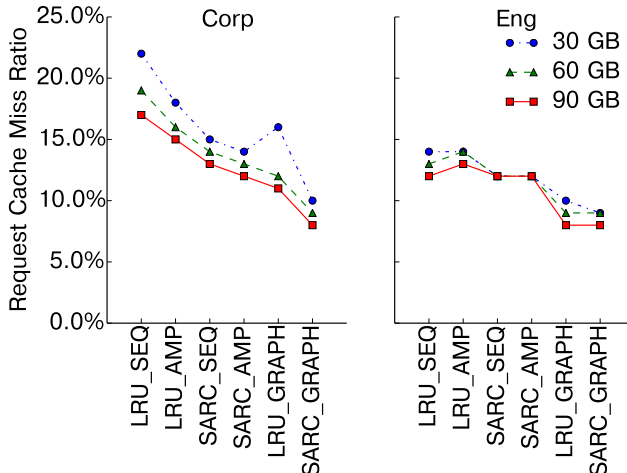 Corp
Eng
Request Cache Miss Ratio
25.0%
20.0%
15.0%
10.0%
5.0%
0.0%
30 GB
60 GB
90 GB
LRU_SEQ
LRU_AMP
SARC_SEQ
SARC_AMP
LRU_GRAPH
SARC_GRAPH
LRU_SEQ
LRU_AMP
SARC_SEQ
SARC_AMP
LRU_GRAPH
SARC_GRAPH